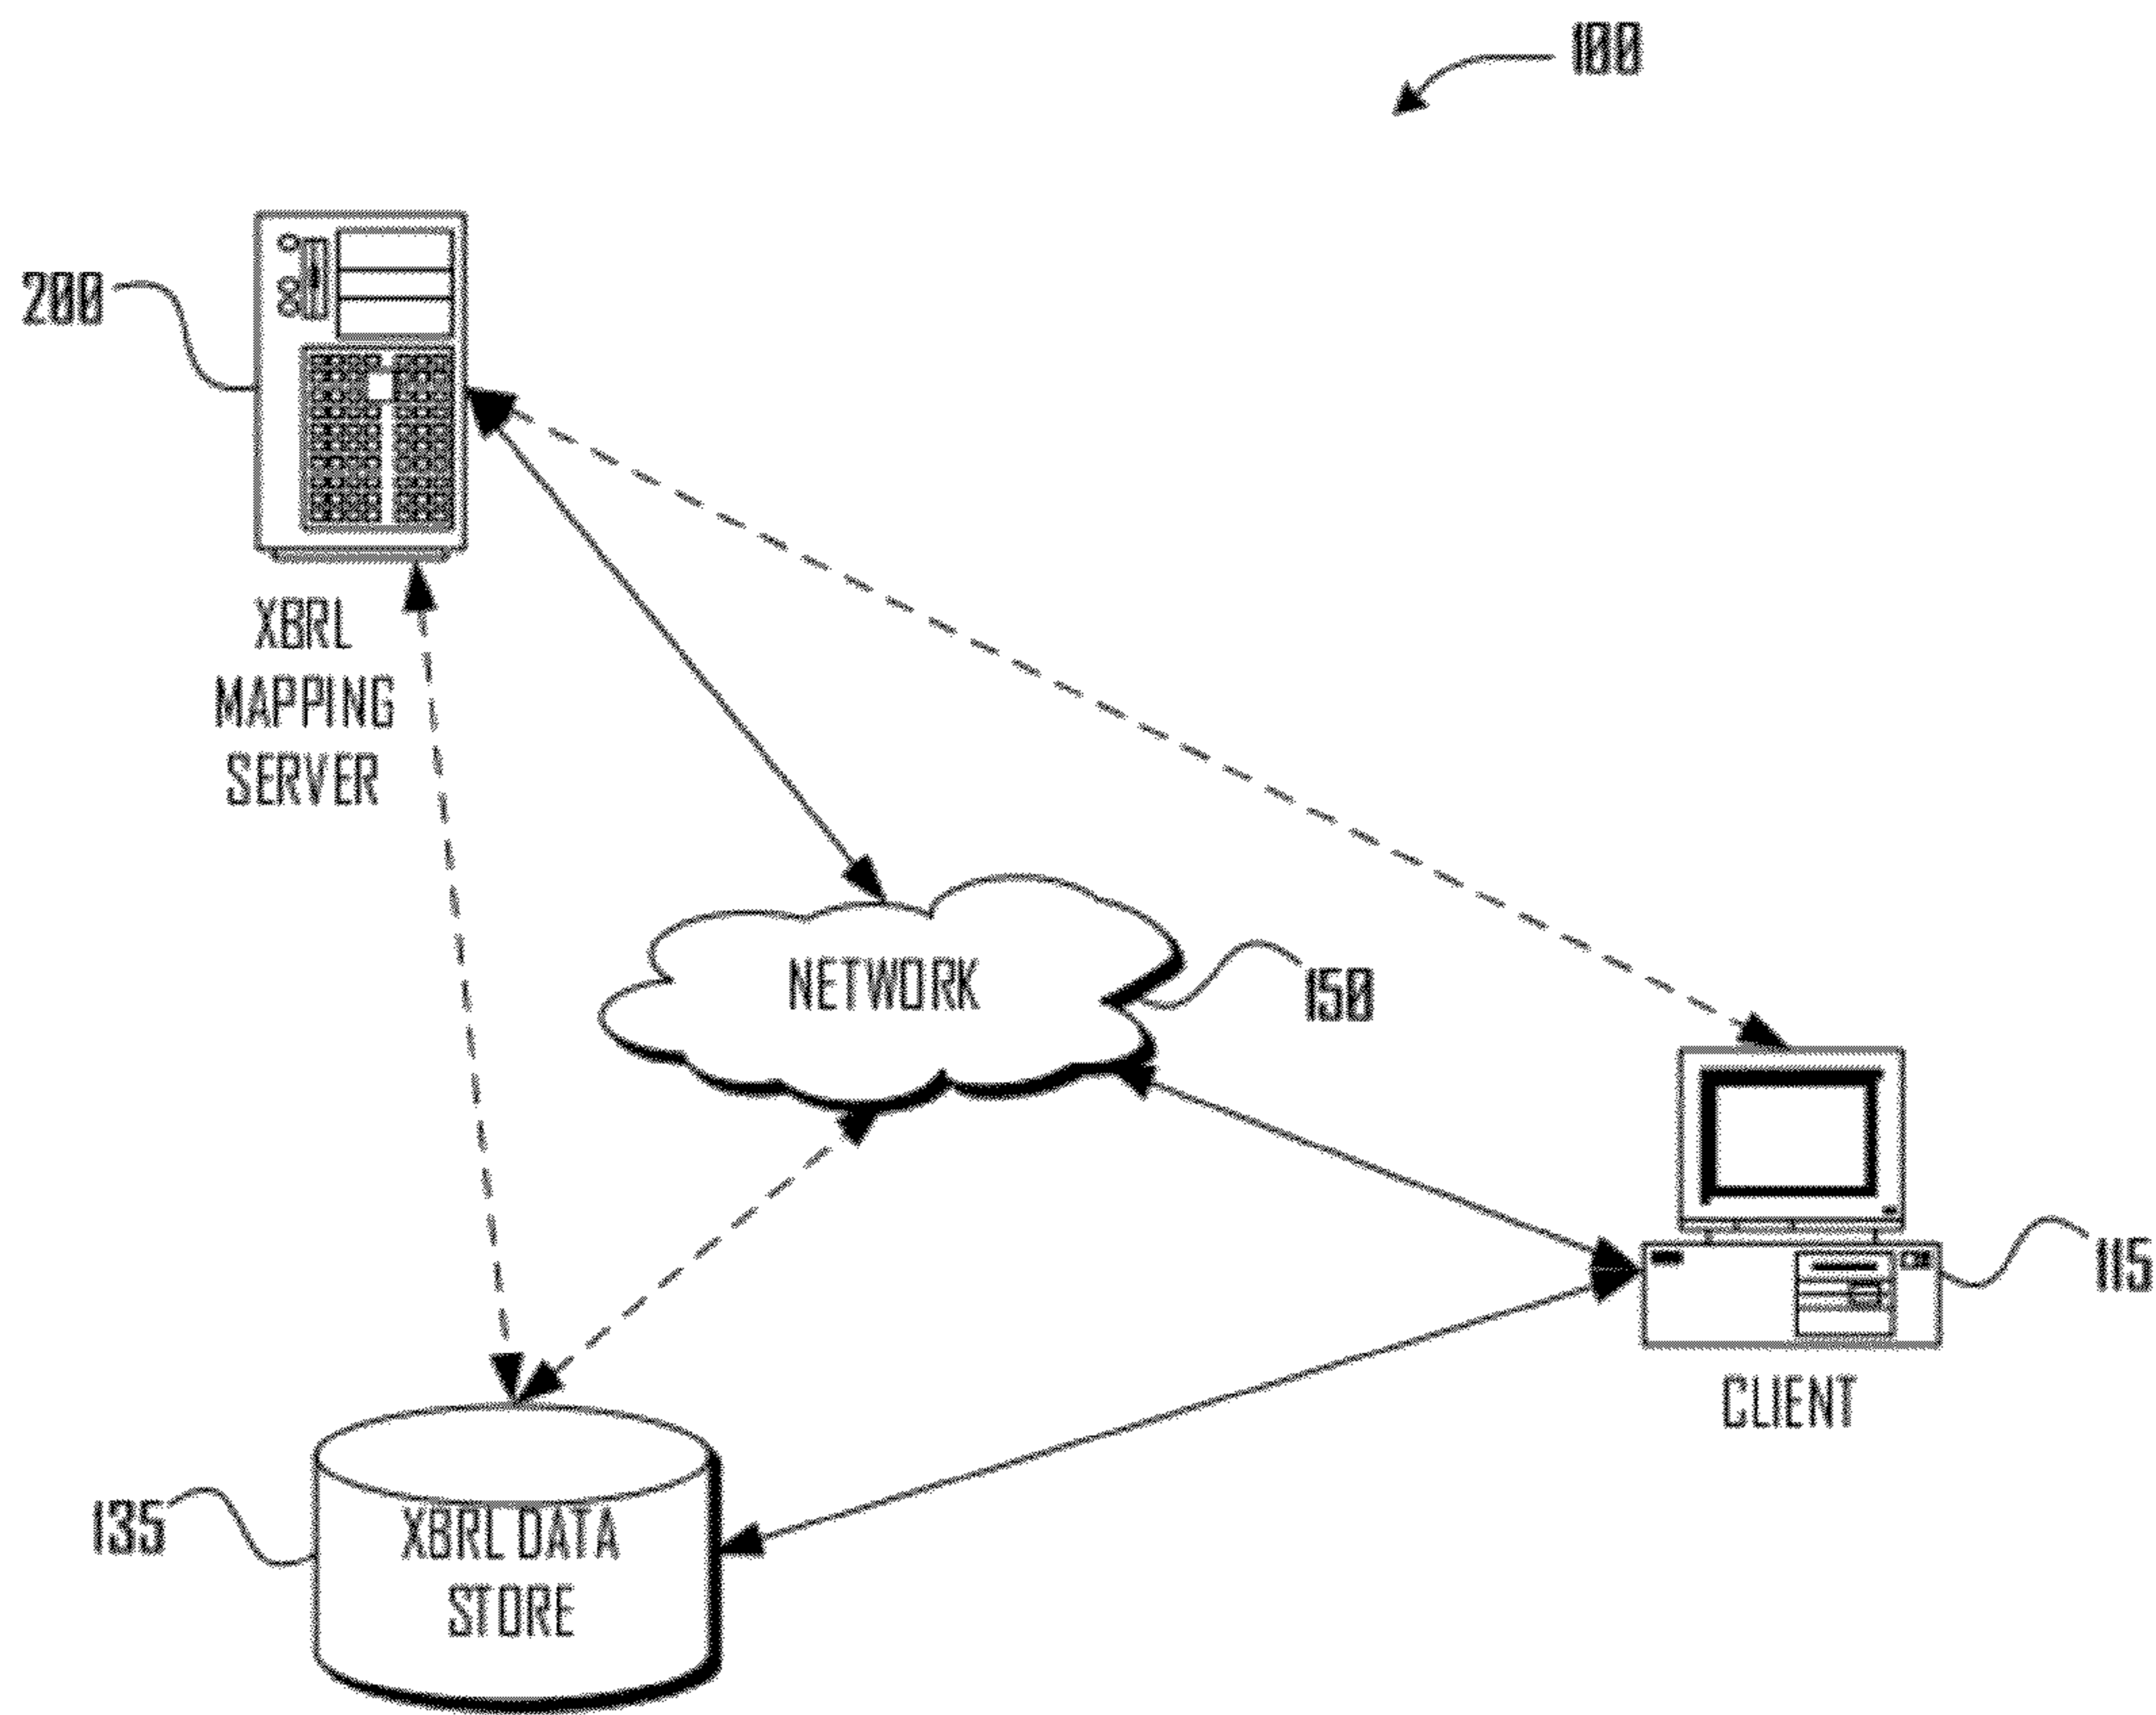 100
200
XBRL
MAPPING
SERVER
NETWORK
150
115
CLIENT
135
XBRL DATA
STORE